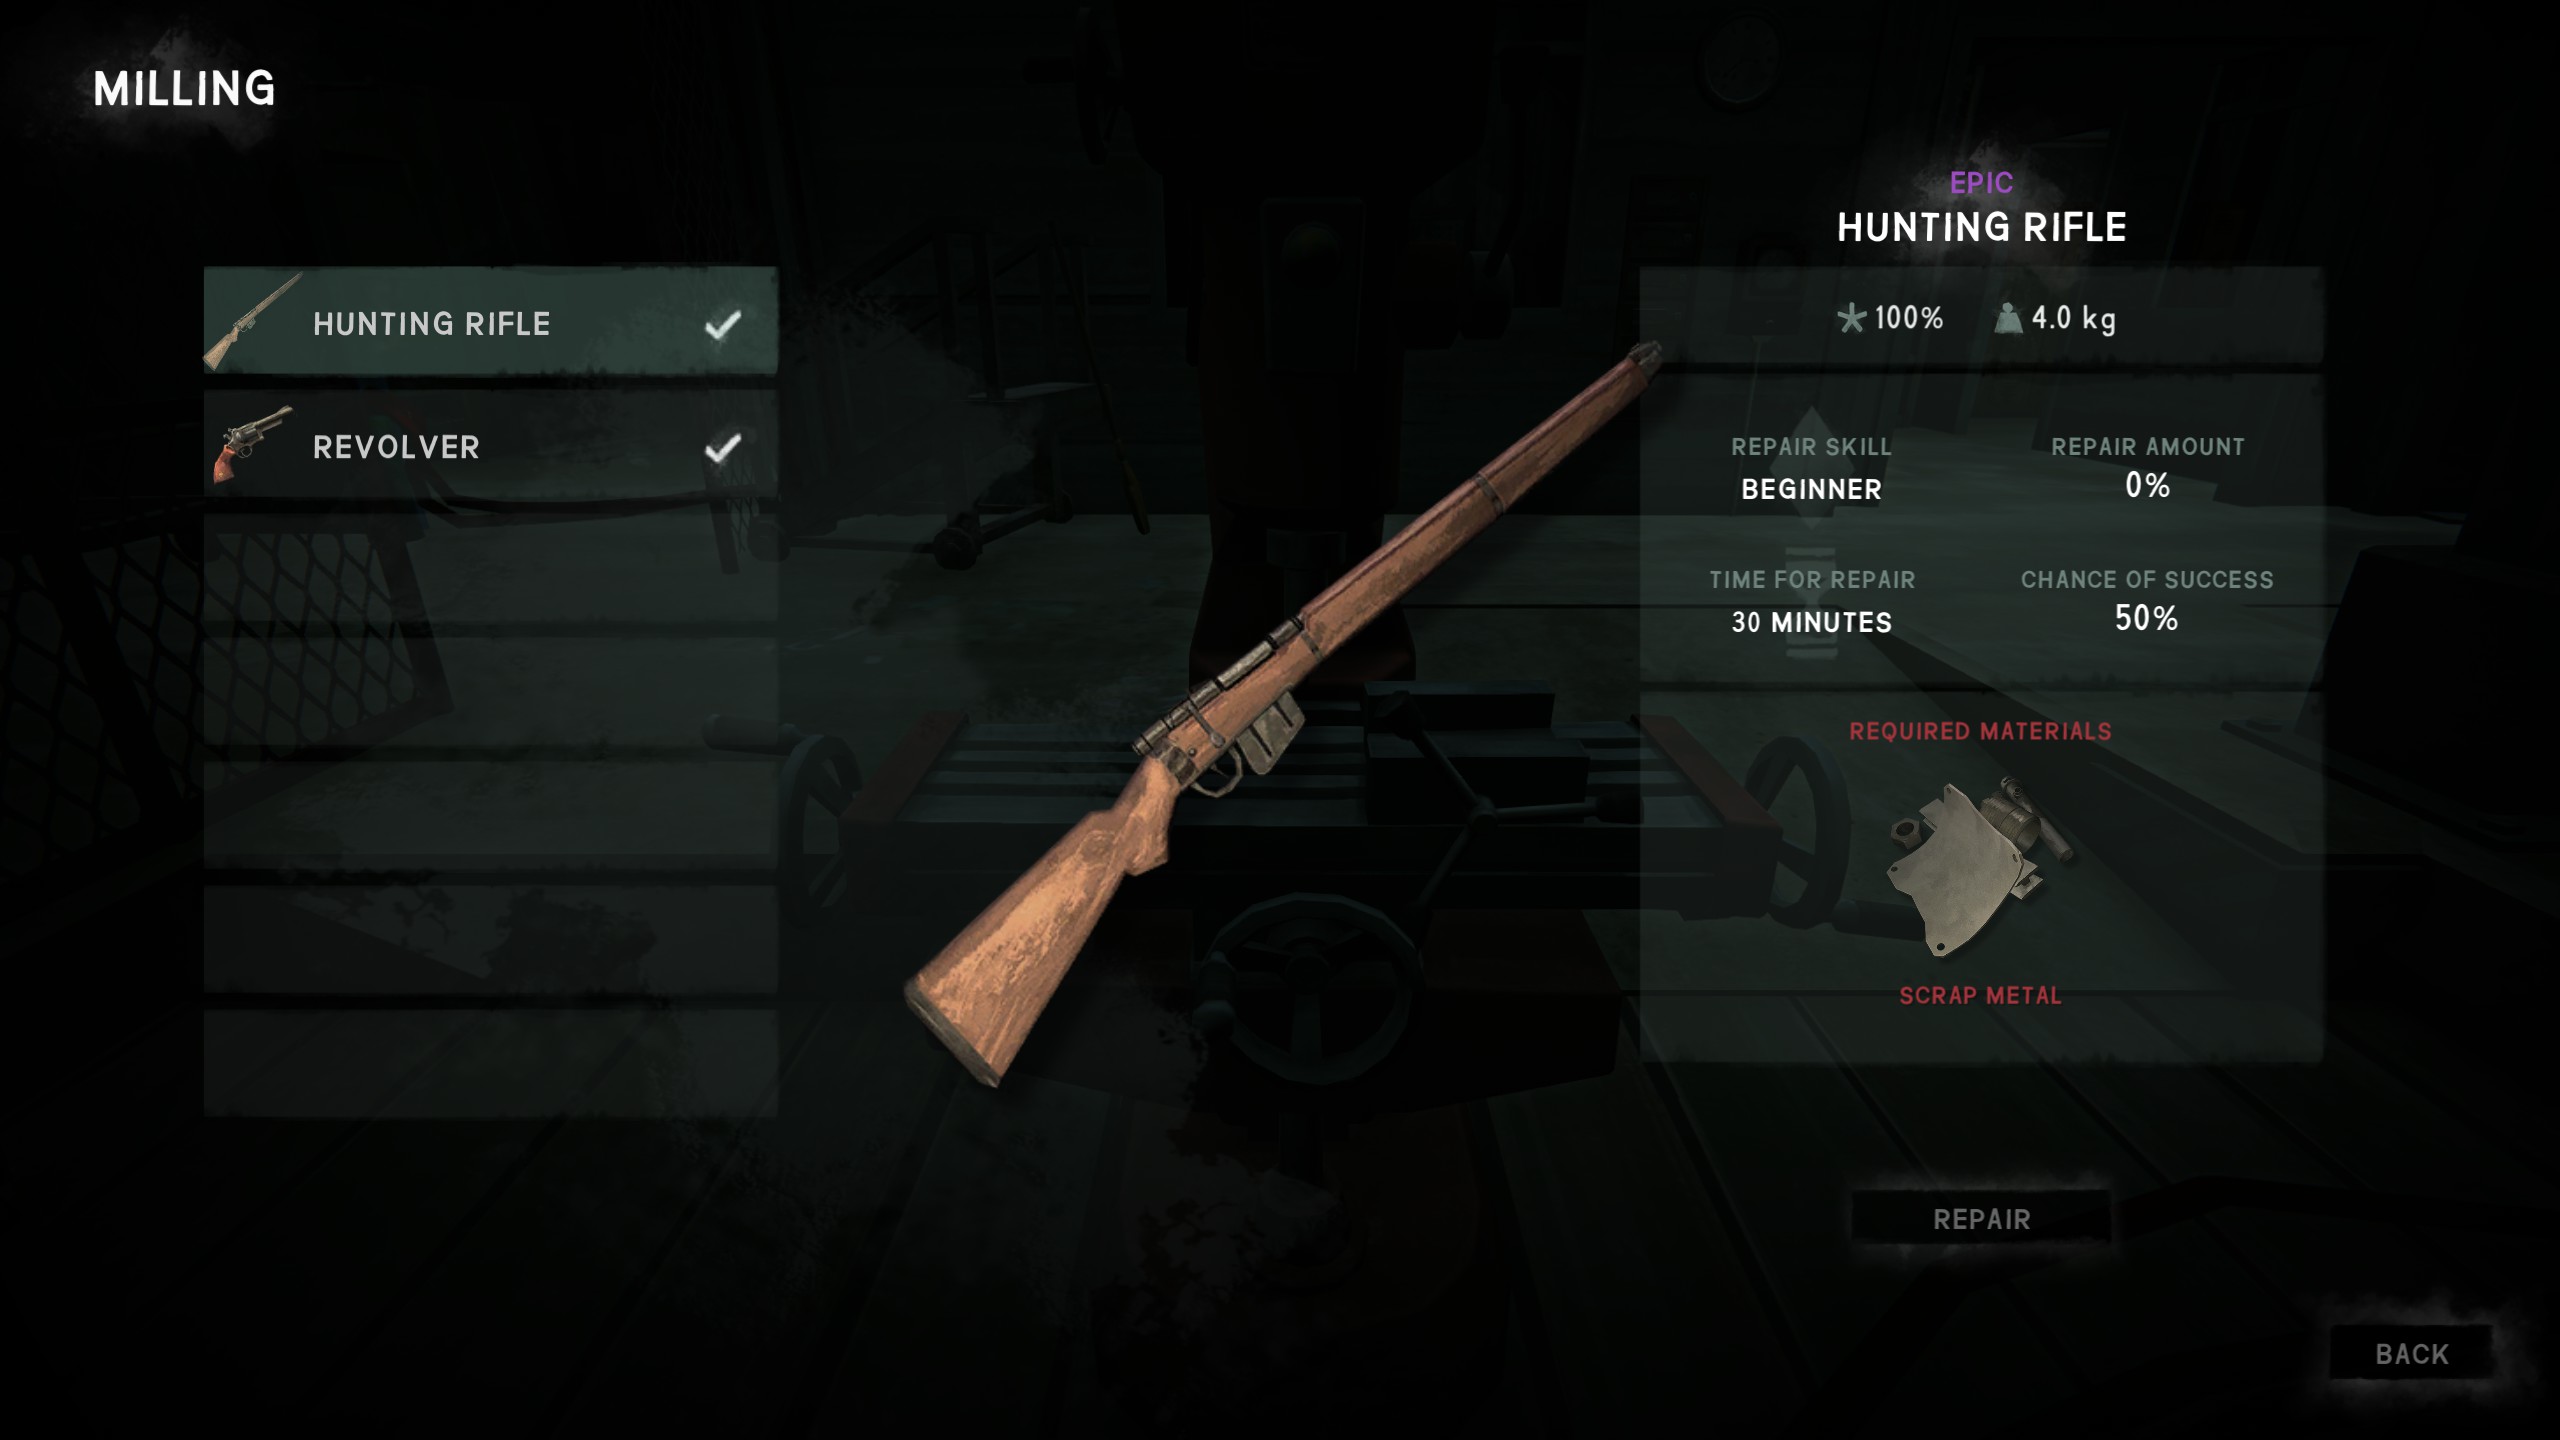 MILLING
HUNTING RIFLE
REVOLVER
EPIC
HUNTING RIFLE
100% 4.0 kg
REPAIR SKILL REPAIR AMOUNT
BEGINNER 0%
TIME FOR REPAIR CHANCE OF SUCCESS
30 MINUTES 50%
REQUIRED MATERIALS
SCRAP METAL
REPAIR
BACK